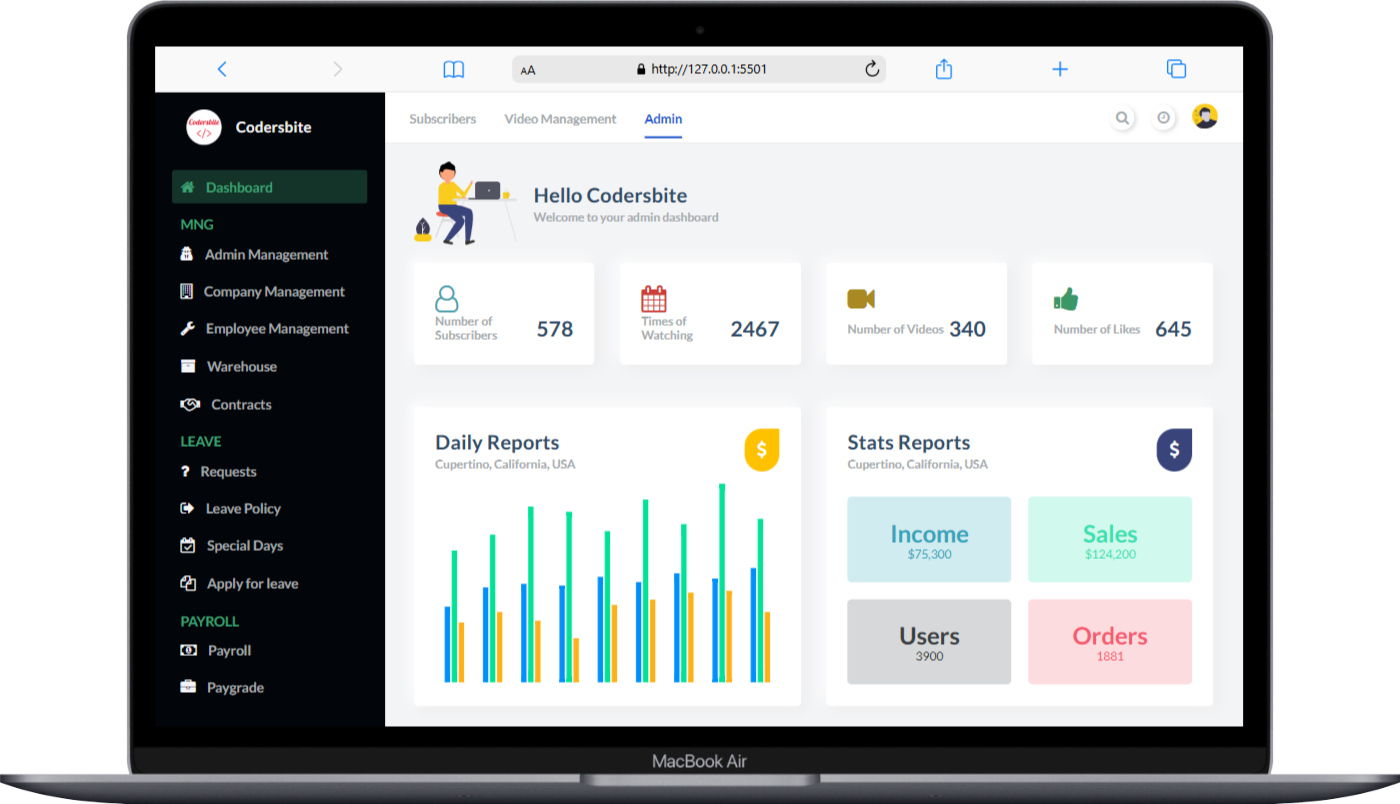 AA
http://127.0.0.1:5501
Codersbite
</>
Codersbite
Dashboard
MNG
Admin Management
Company Management
Employee Management
Warehouse
Contracts
LEAVE
? Requests
Leave Policy
Special Days
Apply for leave
PAYROLL
Payroll
Paygrade
Subscribers Video Management Admin
Hello Codersbite
Welcome to your admin dashboard
Number of
Subscribers
578
Times of
Watching
2467
Number of Videos 340
Number of Likes 645
Daily Reports
Cupertino, California, USA
$
Stats Reports
Cupertino, California, USA
$
Income
$75,300
Sales
$124,200
Users
3900
Orders
1881
MacBook Air